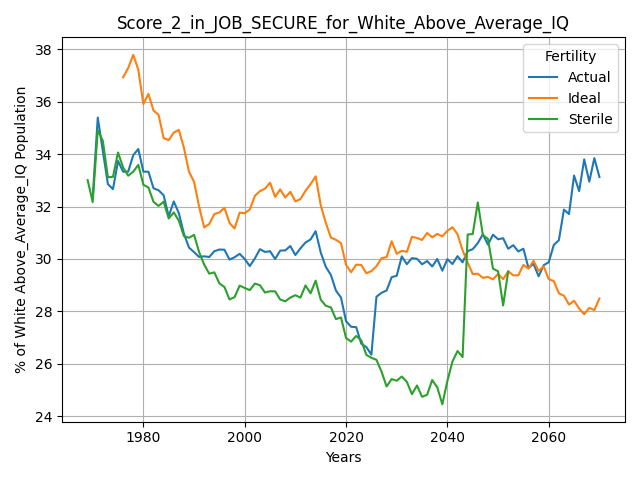 Score_2_in_JOB_SECURE_for_White_Above_Average_IQ
% of White Above_Average_IQ Population
38
36
34
32
30
28
26
24
Fertility
Actual
Ideal
Sterile
1980
2000
2020
2040
2060
Years